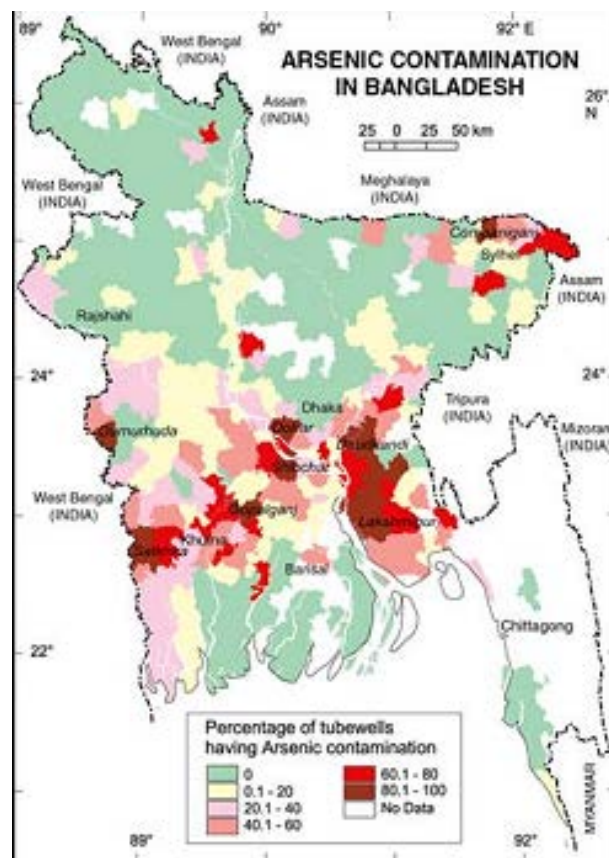 89°
90
92° E
West Bengal
(INDIA)
ARSENIC CONTAMINATION
IN BANGLADESH
Assam
(INDIA)
26°
N
25 0 25 50 km
West Bengal
(INDIA)
Meghalaya
(INDIA)
Sylhet
Assam
(INDIA)
Rajshahi
24°
24°
Dhaka
Tripura
(INDIA)
Mizoram
(INDIA)
Damurhuda
Shibchar
West Bengal
(INDIA)
Gopalganj
Lakshmipur
Khulna
Barisal
Chittagong
22°
22°
Percentage of tubewells
having Arsenic contamination
0
0.1 - 20
20.1 - 40
40.1 - 60
60.1 - 80
80.1 - 100
No Data
MYANMAR
89°
92°